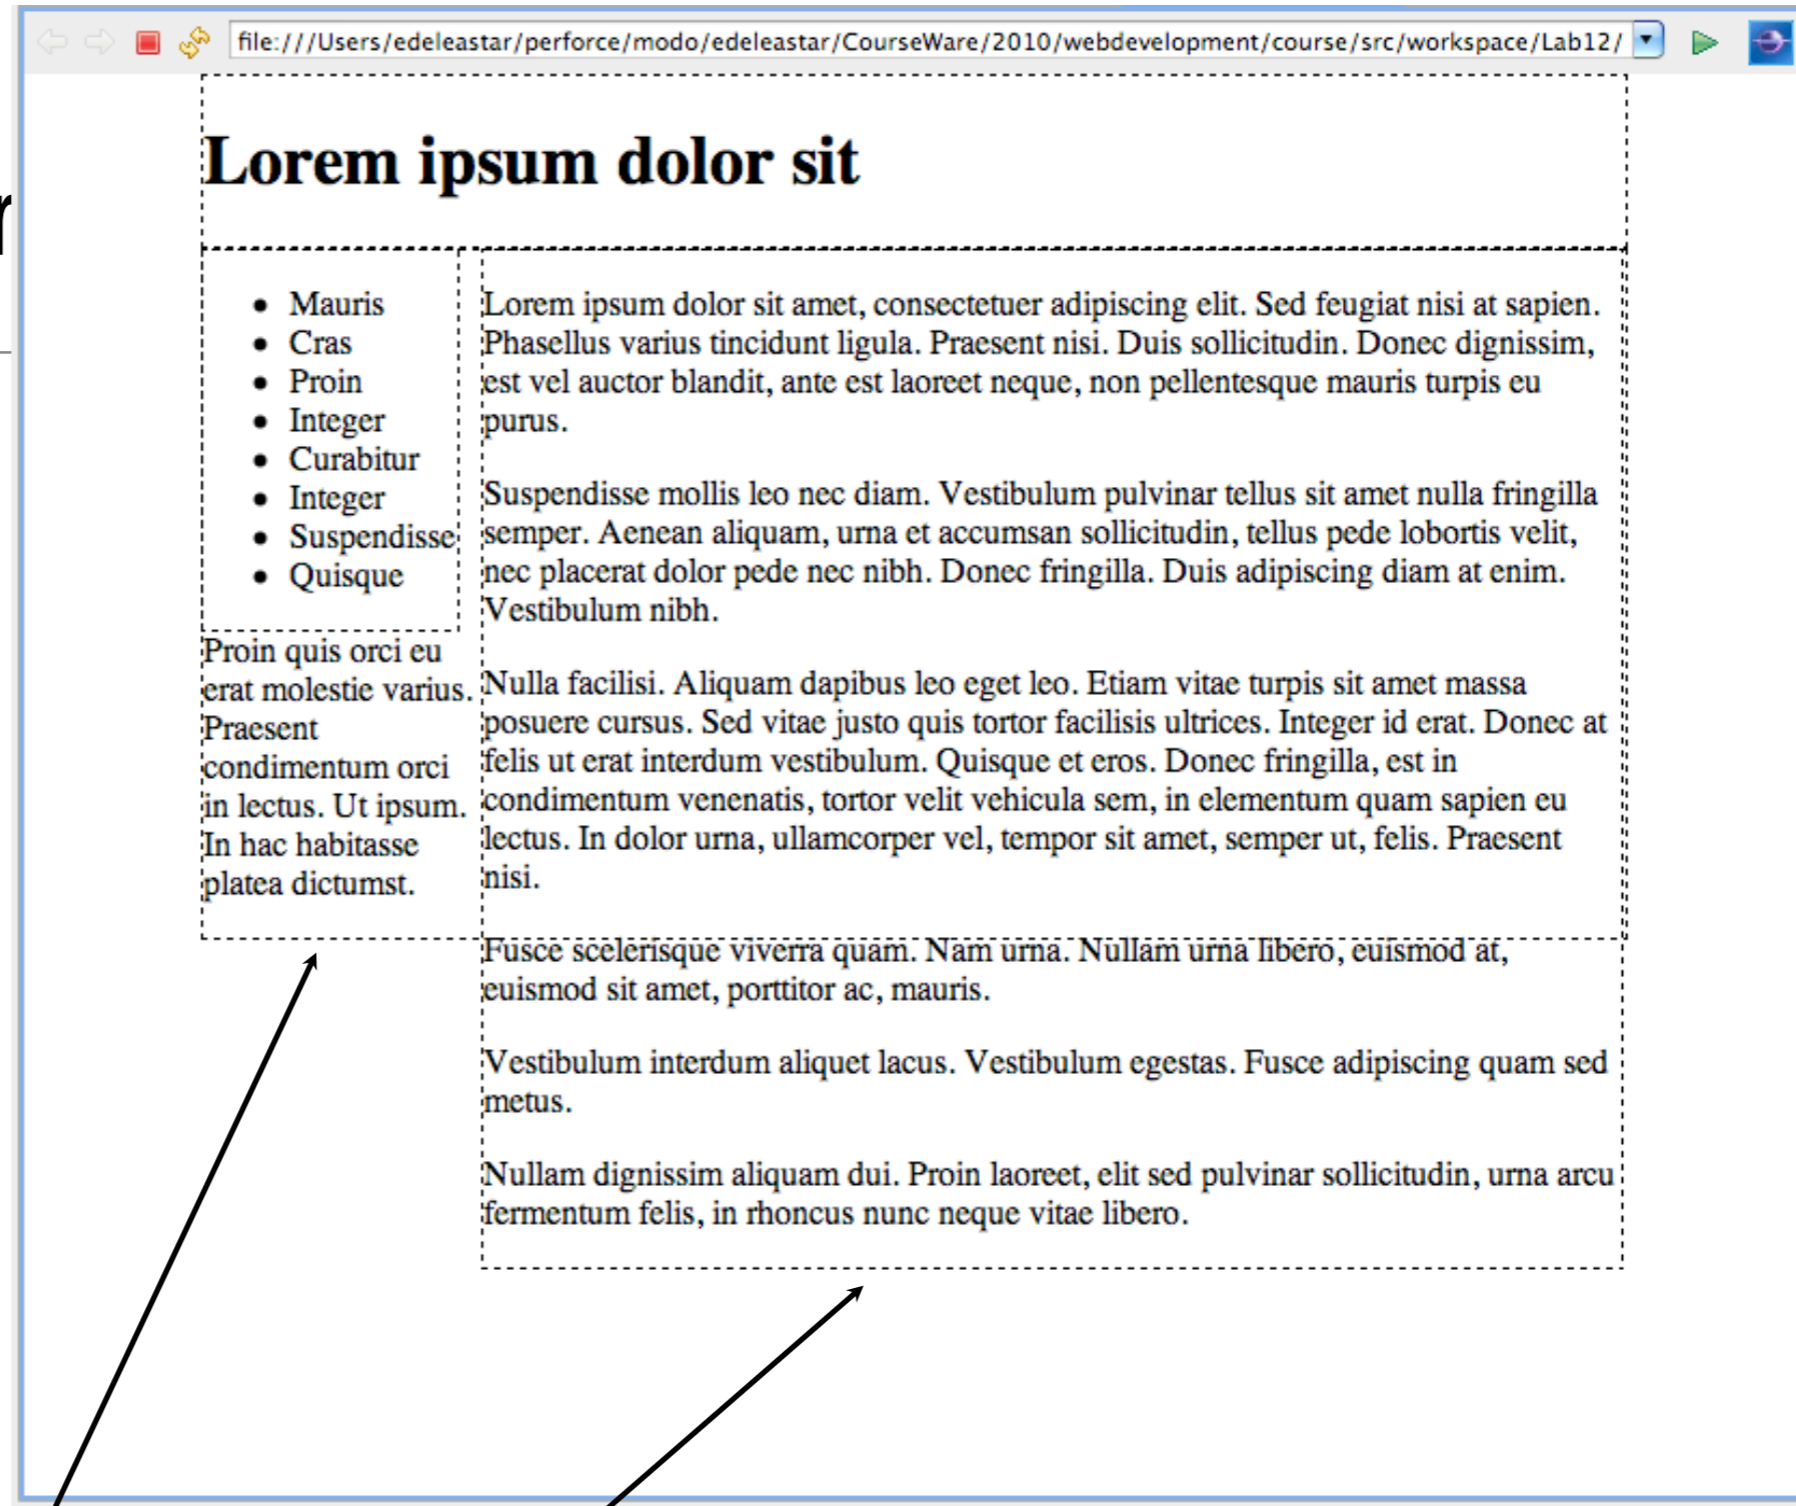 file:///Users/edeleastar/perforce/modo/edeleastar/CourseWare/2010/webdevelopment/course/src/workspace/Lab12/
Lorem ipsum dolor sit
r
• Mauris
• Cras
• Proin
• Integer
• Curabitur
• Integer
• Suspendisse
• Quisque
Proin quis orci eu
erat molestie varius.
Praesent
condimentum orci
in lectus. Ut ipsum.
In hac habitasse
platea dictumst.
Lorem ipsum dolor sit amet, consectetuer adipiscing elit. Sed feugiat nisi at sapien.
Phasellus varius tincidunt ligula. Praesent nisi. Duis sollicitudin. Donec dignissim,
est vel auctor blandit, ante est laoreet neque, non pellentesque mauris turpis eu
purus.
Suspendisse mollis leo nec diam. Vestibulum pulvinar tellus sit amet nulla fringilla
semper. Aenean aliquam, urna et accumsan sollicitudin, tellus pede lobortis velit,
nec placerat dolor pede nec nibh. Donec fringilla. Duis adipiscing diam at enim.
Vestibulum nibh.
Nulla facilisi. Aliquam dapibus leo eget leo. Etiam vitae turpis sit amet massa
posuere cursus. Sed vitae justo quis tortor facilisis ultrices. Integer id erat. Donec at
felis ut erat interdum vestibulum. Quisque et eros. Donec fringilla, est in
condimentum venenatis, tortor velit vehicula sem, in elementum quam sapien eu
lectus. In dolor urna, ullamcorper vel, tempor sit amet, semper ut, felis. Praesent
nisi.
Fusce scelerisque viverra quam. Nam urna. Nullam urna libero, euismod at,
euismod sit amet, porttitor ac, mauris.
Vestibulum interdum aliquet lacus. Vestibulum egestas. Fusce adipiscing quam sed
metus.
Nullam dignissim aliquam dui. Proin laoreet, elit sed pulvinar sollicitudin, urna arcu
fermentum felis, in rhoncus nunc neque vitae libero.